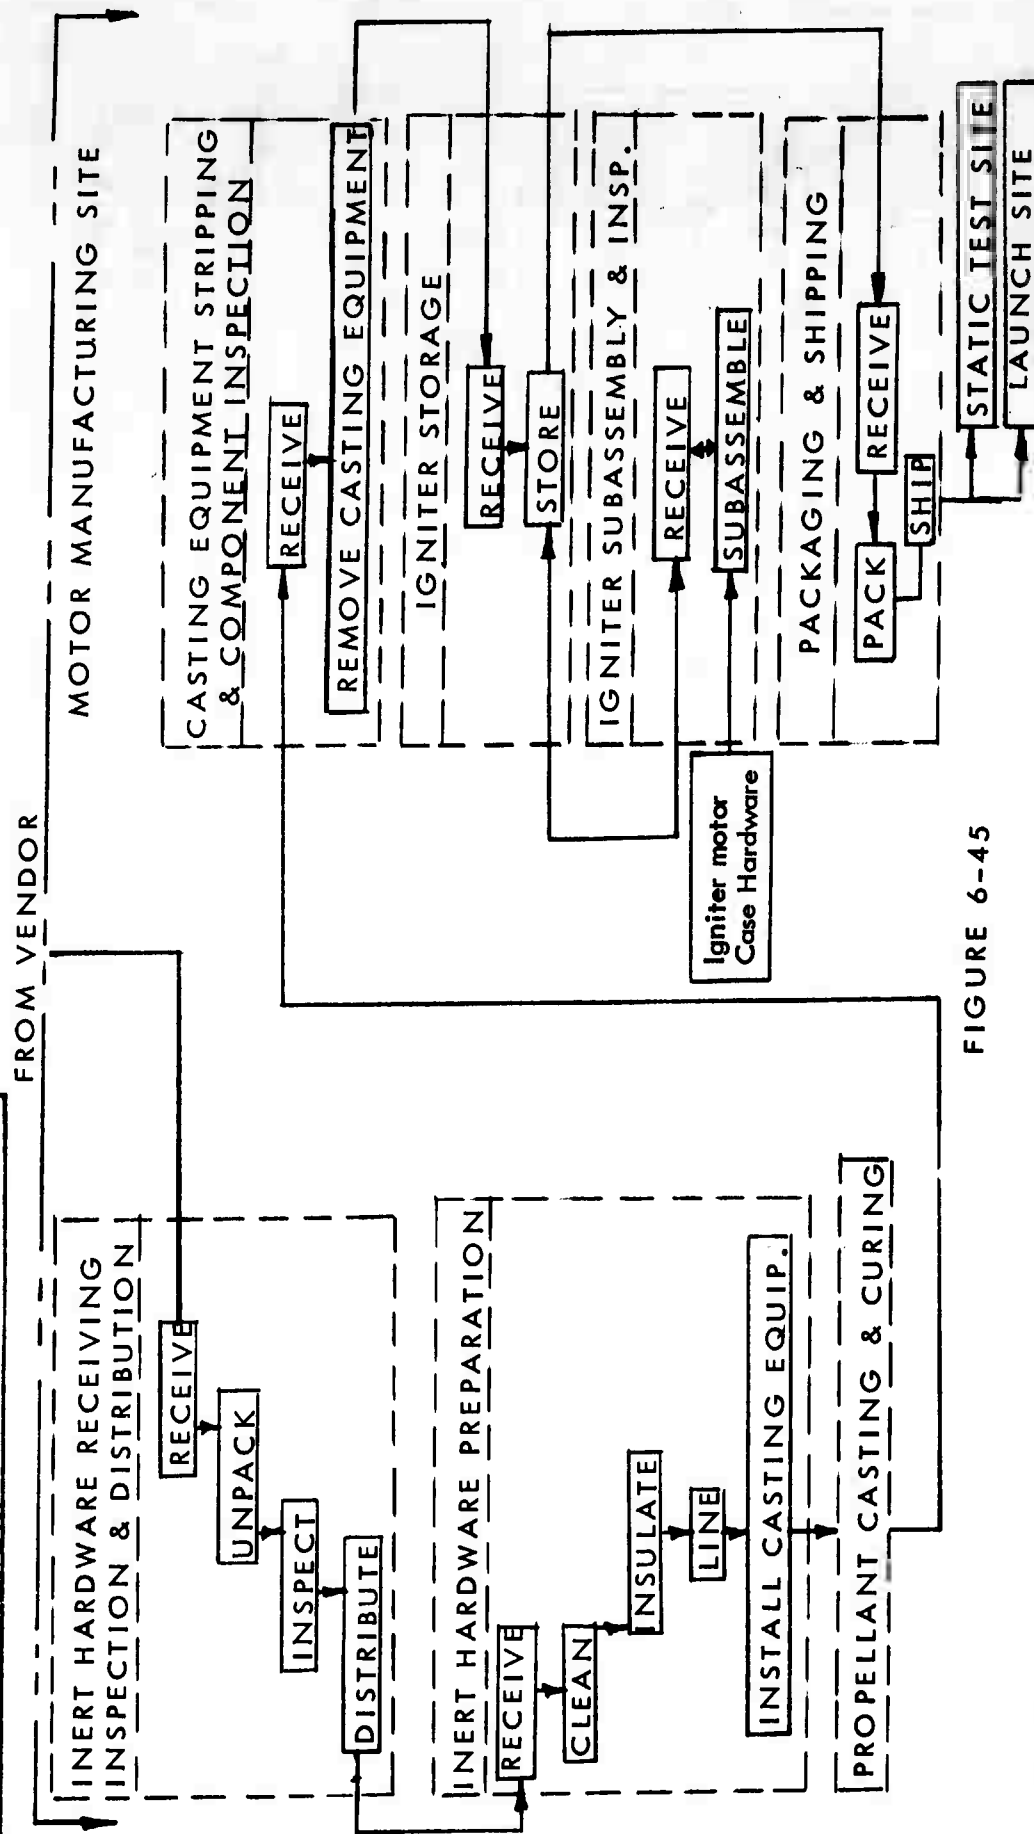 FROM VENDOR
MOTOR MANUFACTURING SITE
INERT HARDWARE RECEIVING
INSPECTION & DISTRIBUTION
RECEIVE
UNPACK
INSPECT
DISTRIBUTE
INERT HARDWARE PREPARATION
RECEIVE
CLEAN
INSULATE
LINE
INSTALL CASTING EQUIP.
PROPELLANT CASTING & CURING
CASTING EQUIPMENT STRIPPING
& COMPONENT INSPECTION
RECEIVE
REMOVE CASTING EQUIPMENT
IGNITER STORAGE
RECEIVE
STORE
IGNITER SUBASSEMBLY & INSP.
RECEIVE
SUBASSEMBLE
Igniter motor
Case Hardware
PACKAGING & SHIPPING
RECEIVE
PACK
SHIP
STATIC TEST SITE
LAUNCH SITE
FIGURE 6-45